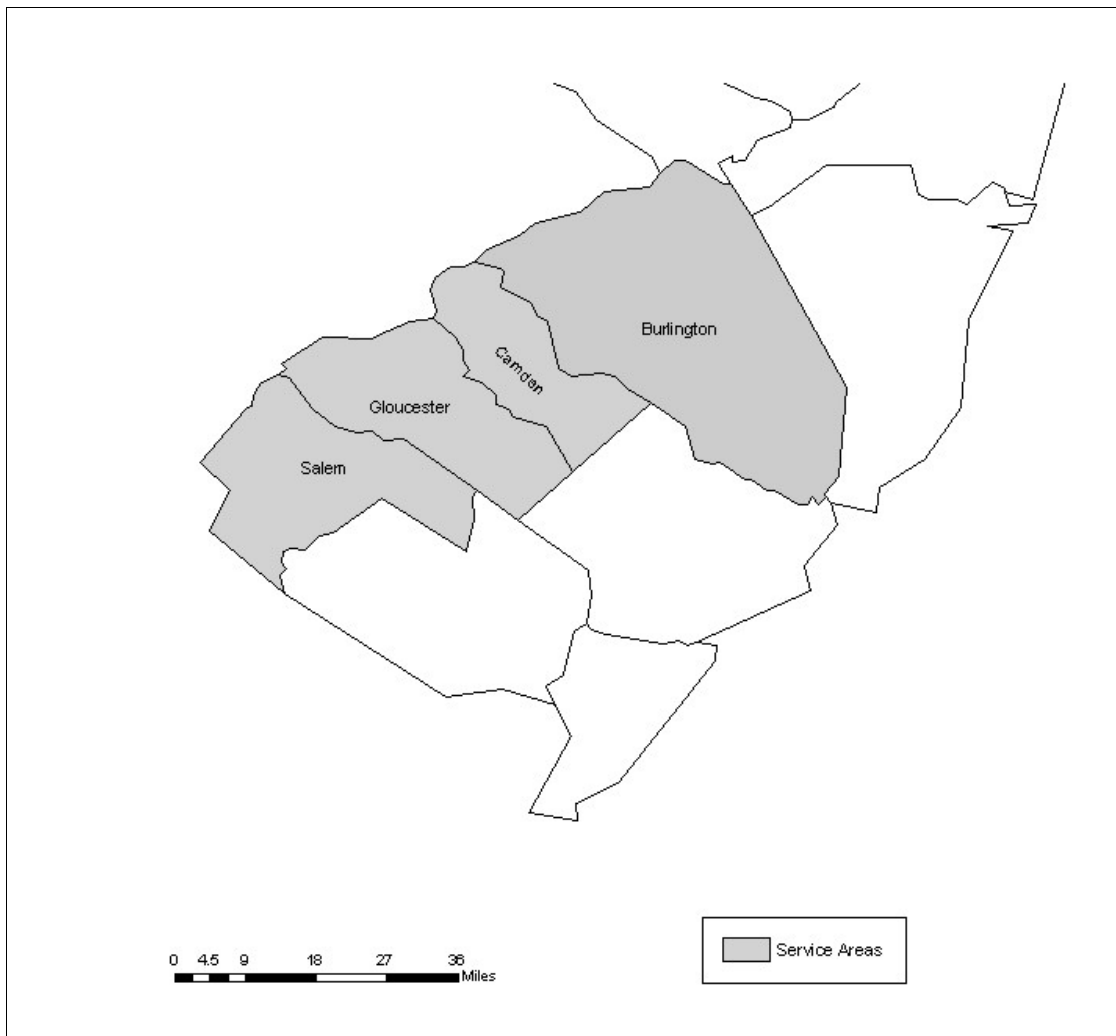 Burlington
Camden
Gloucester
Salem
0 4.5 9 18 27 36
Miles
Service Areas